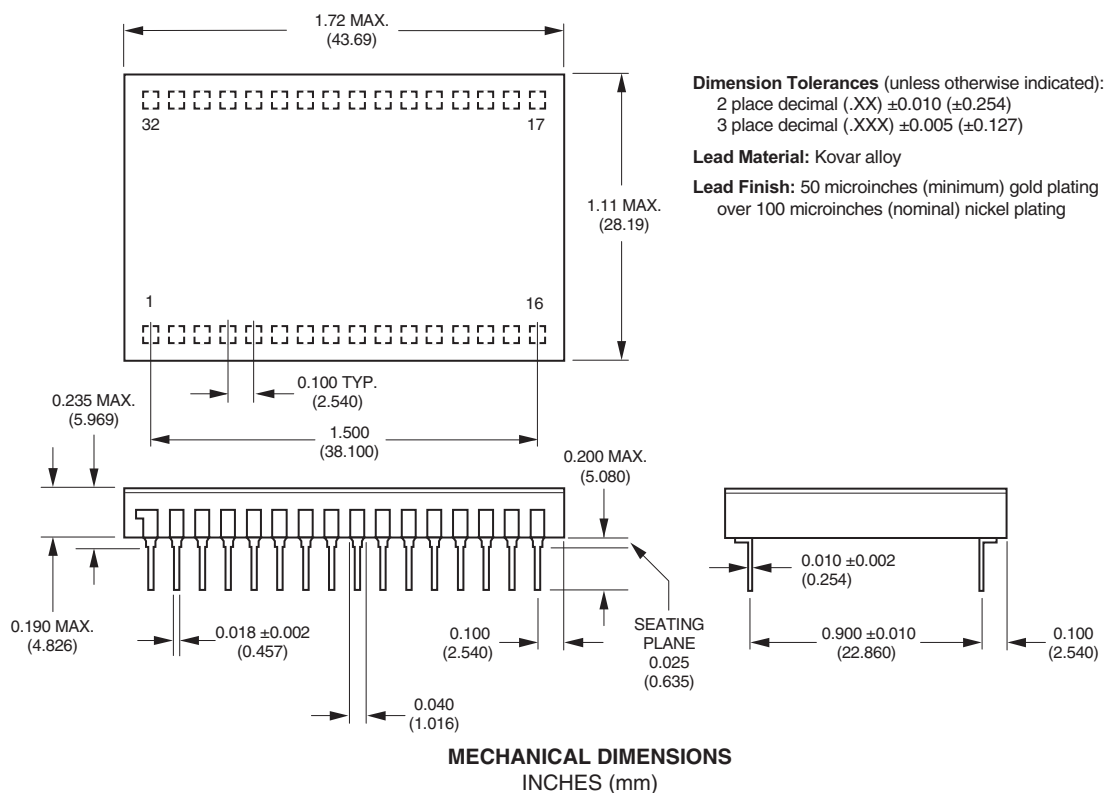 1.72 MAX.
(43.69)
Dimension Tolerances (unless otherwise indicated):
2 place decimal (.XX) ±0.010 (±0.254)
3 place decimal (.XXX) ±0.005 (±0.127)
Lead Material: Kovar alloy
Lead Finish: 50 microinches (minimum) gold plating
over 100 microinches (nominal) nickel plating
32
17
1.11 MAX.
(28.19)
1
16
0.100 TYP.
(2.540)
0.235 MAX.
(5.969)
1.500
(38.100)
0.200 MAX.
(5.080)
0.010 ±0.002
(0.254)
0.190 MAX.
(4.826)
0.018 ±0.002
(0.457)
0.100
(2.540)
SEATING
PLANE
0.025
(0.635)
0.900 ±0.010
(22.860)
0.100
(2.540)
0.040
(1.016)
MECHANICAL DIMENSIONS
INCHES (mm)